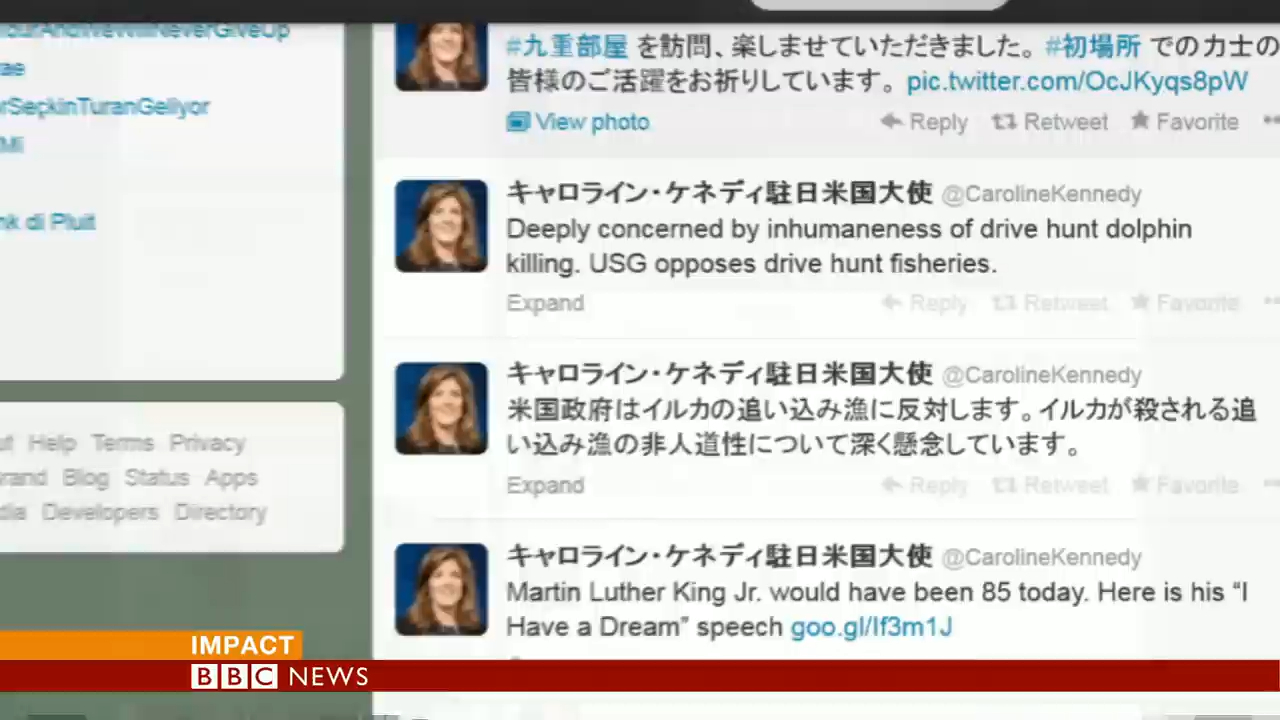 #九重部屋 を訪問、楽しませていただきました。 #初場所 での力士の
皆様のご活躍をお祈りしています。 pic.twitter.com/OcJKyqs8pW
View photo
Reply Retweet Favorite
キャロライン・ケネディ駐日米国大使 @CarolineKennedy
Deeply concerned by inhumaneness of drive hunt dolphin
killing. USG opposes drive hunt fisheries.
Expand
Reply Retweet Favorite
キャロライン・ケネディ駐日米国大使 @CarolineKennedy
米国政府はイルカの追い込み漁に反対します。イルカが殺される追
い込み漁の非人道性について深く懸念しています。
Expand
Reply Retweet Favorite
キャロライン・ケネディ駐日米国大使 @CarolineKennedy
Martin Luther King Jr. would have been 85 today. Here is his “I
Have a Dream” speech goo.gl/If3m1J
di Pluit
Help Terms Privacy
Blog Status Apps
Developers Directory
IMPACT
BBC NEWS